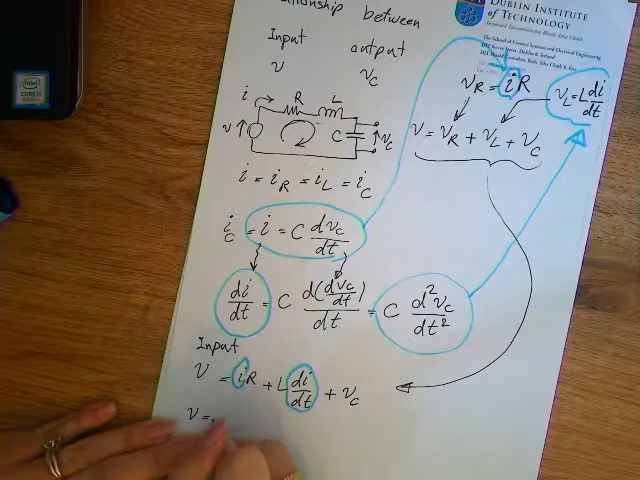 between
Input output
v v_C
DUBLIN INSTITUTE
OF TECHNOLOGY
v_R = iR
v_L = L di/dt
v = v_R + v_L + v_C
i R L
v C v_C
i = i_R = i_L = i_C
i_C = i = C dv_C/dt
di/dt = C d(dv_C/dt)/dt = C d²v_C/dt²
Input
v = iR + L di/dt + v_C
v =
intel